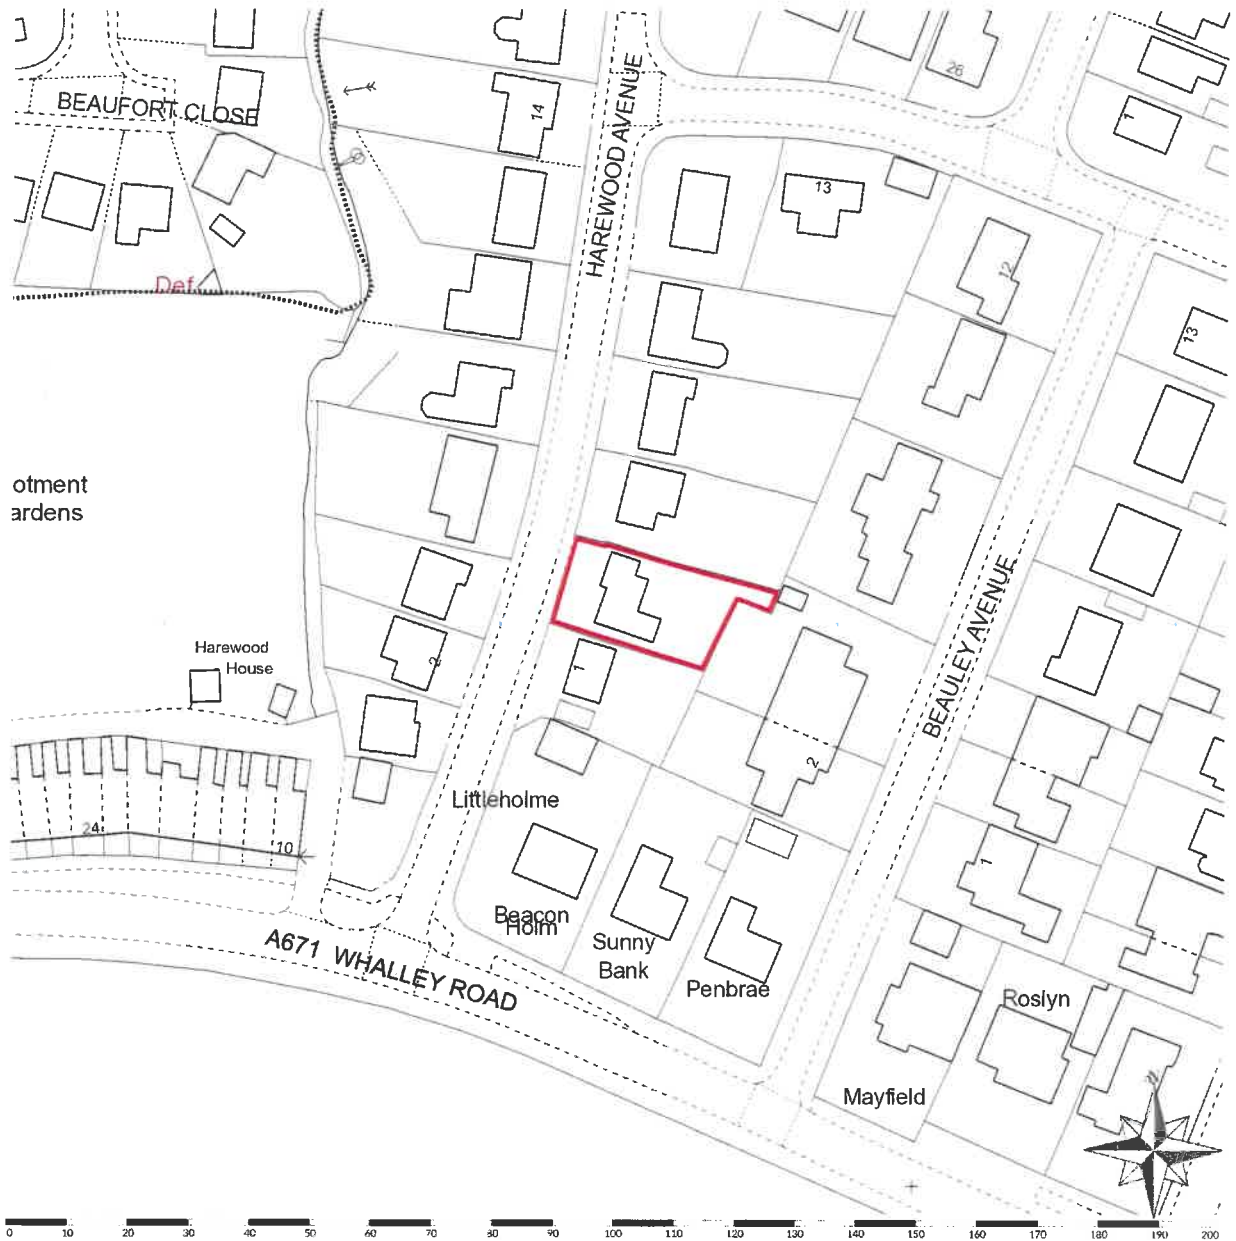 26
BEAUFORT CLOSE
14
1
HAREWOOD AVENUE
13
12
Def
13
otment
ardens
BEAULEY AVENUE
Harewood
House
2
1
2
Littleholme
24
10
1
Beacon
Holm
Sunny
Bank
A671 WHALLEY ROAD
Penbrae
Roslyn
Mayfield
0 10 20 30 40 50 60 70 80 90 100 110 120 130 140 150 160 170 180 190 200